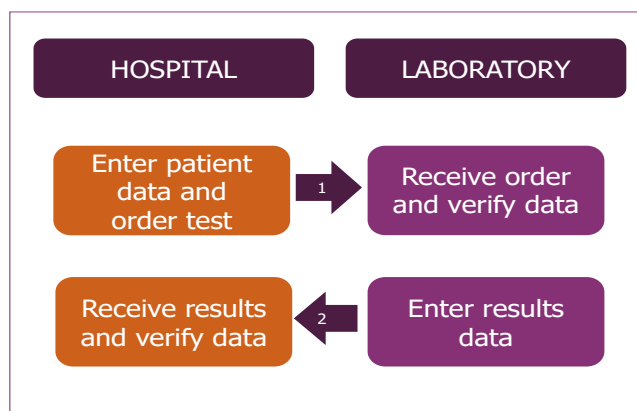 HOSPITAL
LABORATORY
Enter patient
data and
order test
1
Receive order
and verify data
Receive results
and verify data
2
Enter results
data